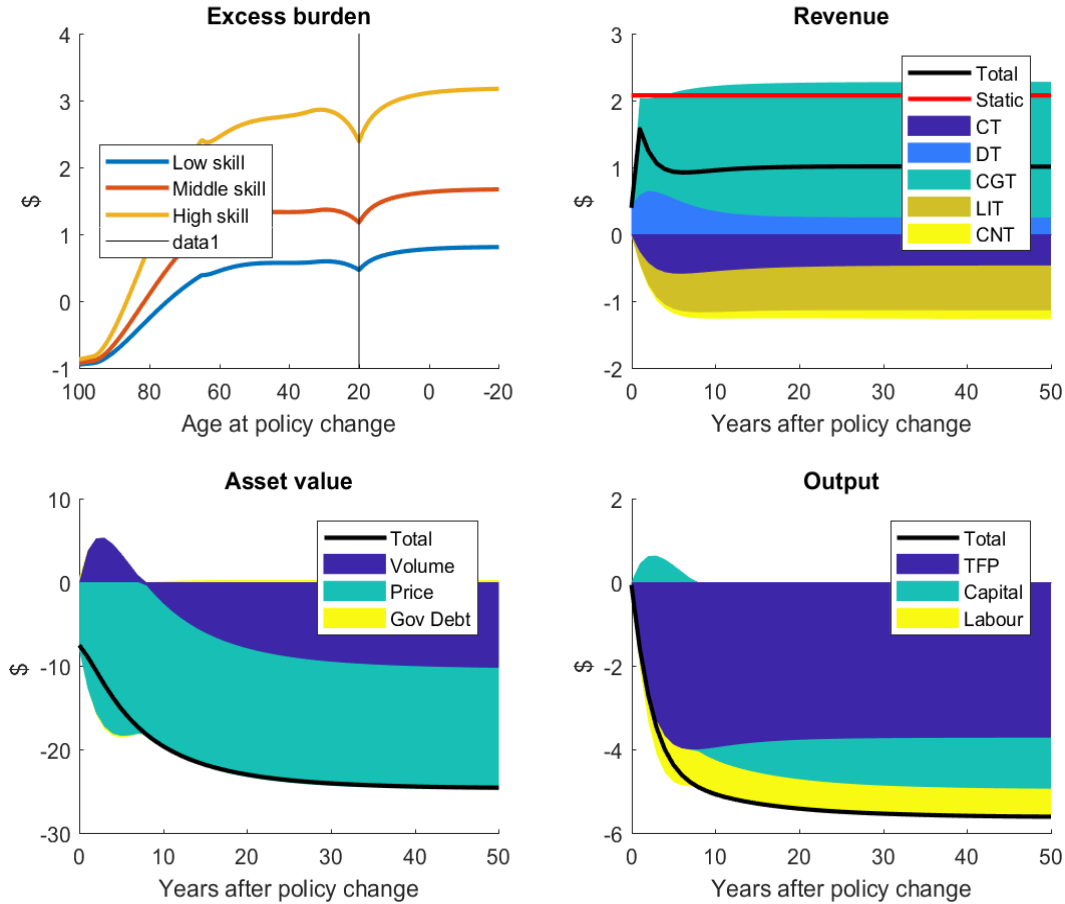 Excess burden
4
3
2
1
0
-1
$
Low skill
Middle skill
High skill
data1
100 80 60 40 20 0 -20
Age at policy change
Revenue
3
2
1
0
-1
-2
$
Total
Static
CT
DT
CGT
LIT
CNT
0 10 20 30 40 50
Years after policy change
Asset value
10
0
-10
-20
-30
$
Total
Volume
Price
Gov Debt
0 10 20 30 40 50
Years after policy change
Output
2
0
-2
-4
-6
$
Total
TFP
Capital
Labour
0 10 20 30 40 50
Years after policy change